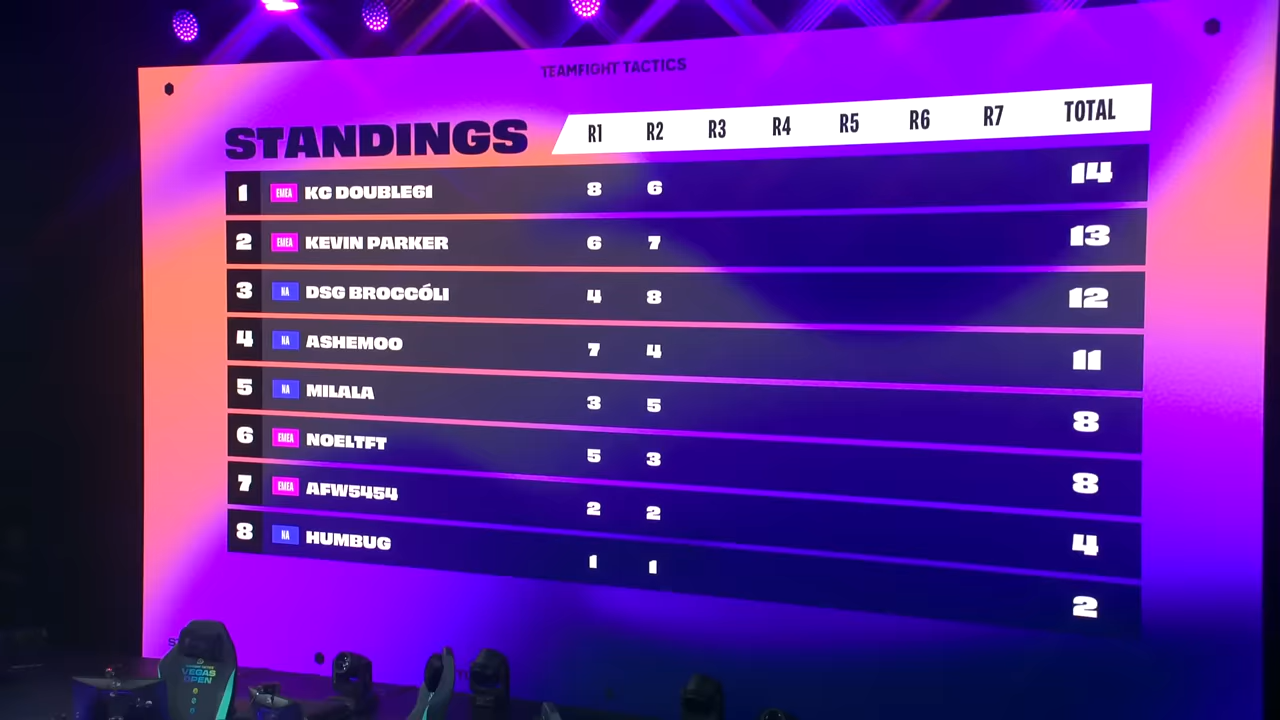 TEAMFIGHT TACTICS
STANDINGS R1 R2 R3 R4 R5 R6 R7 TOTAL
1 EMEA KC DOUBLE61 8 6 14
2 EMEA KEVIN PARKER 6 7 13
3 NA DSG BROCCÓLI 4 8 12
4 NA ASHEMOO 7 4 11
5 NA MILALA 3 5 8
6 EMEA NOELTFT 5 3 8
7 EMEA AFW5454 2 2 4
8 NA HUMBUG 1 1 2
VEGAS
OPEN